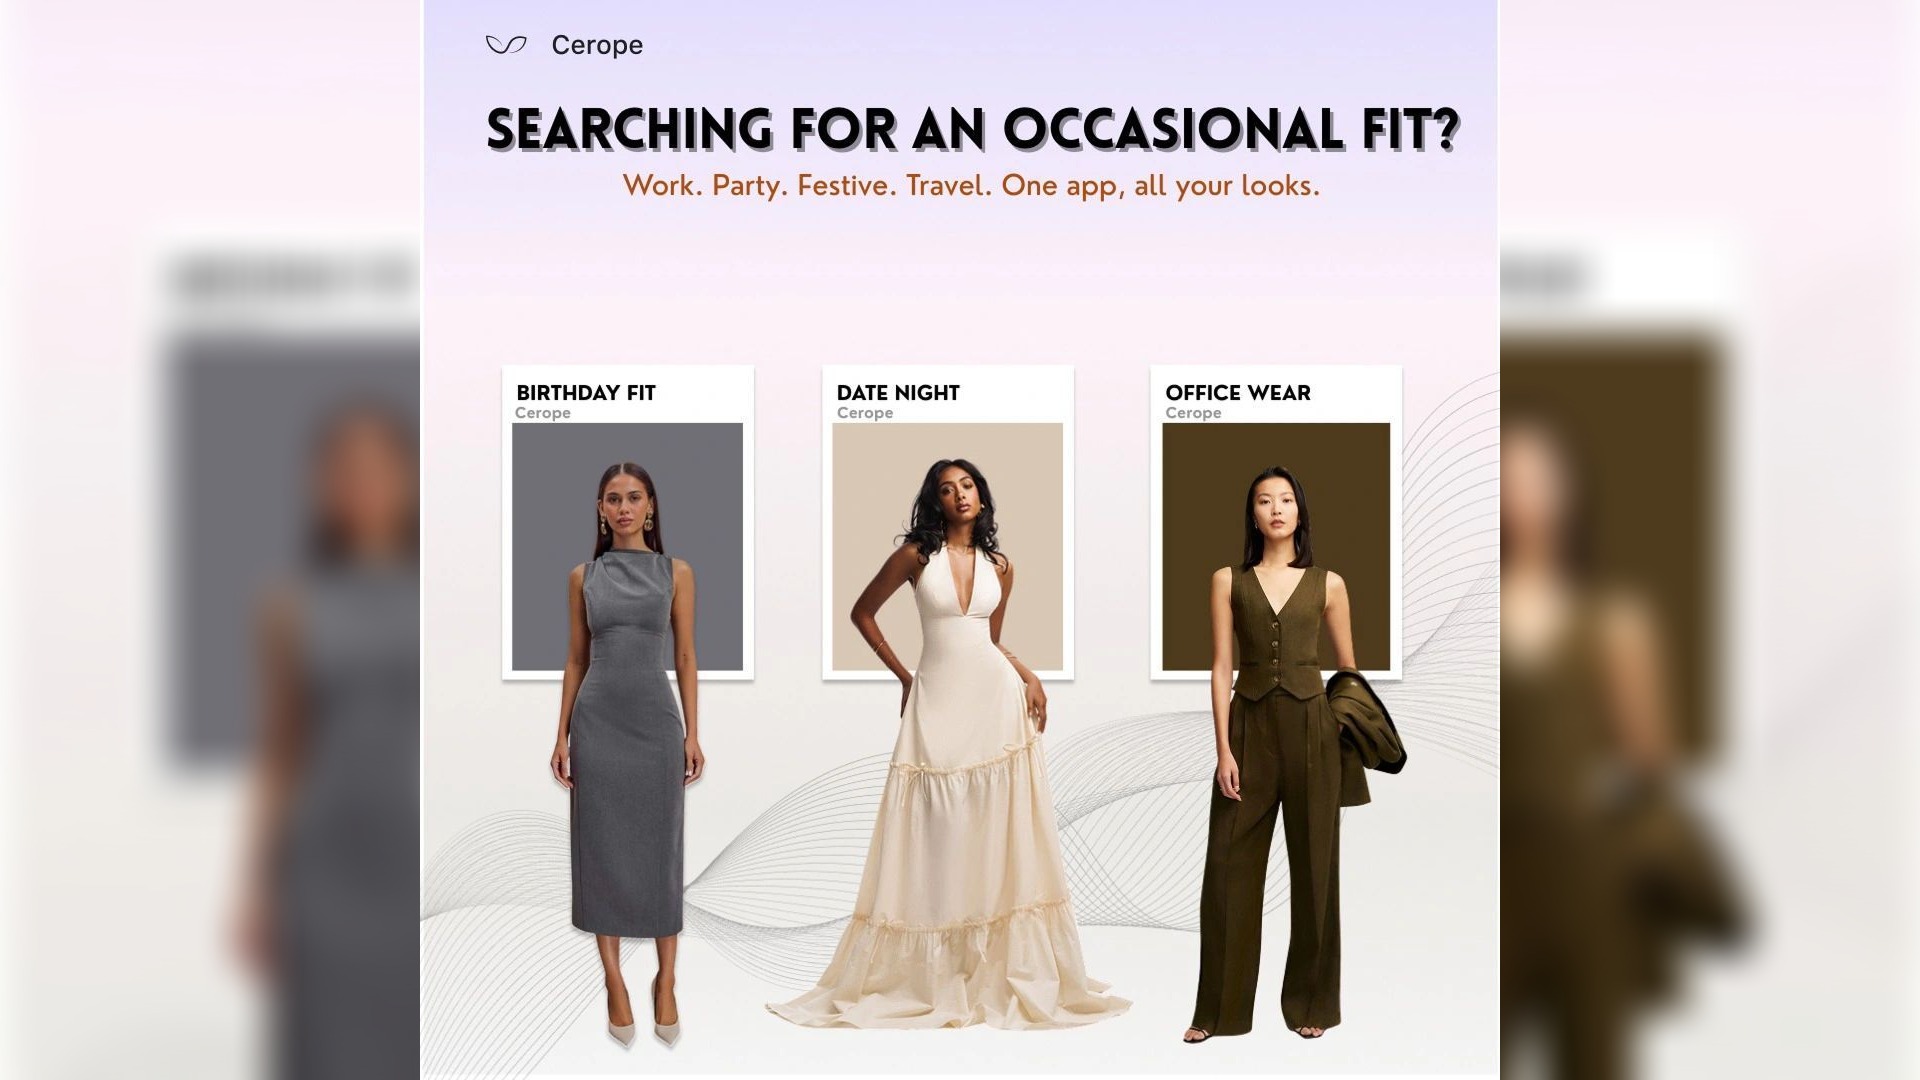 Cerope
SEARCHING FOR AN OCCASIONAL FIT?
Work. Party. Festive. Travel. One app, all your looks.
BIRTHDAY FIT
Cerope
DATE NIGHT
Cerope
OFFICE WEAR
Cerope